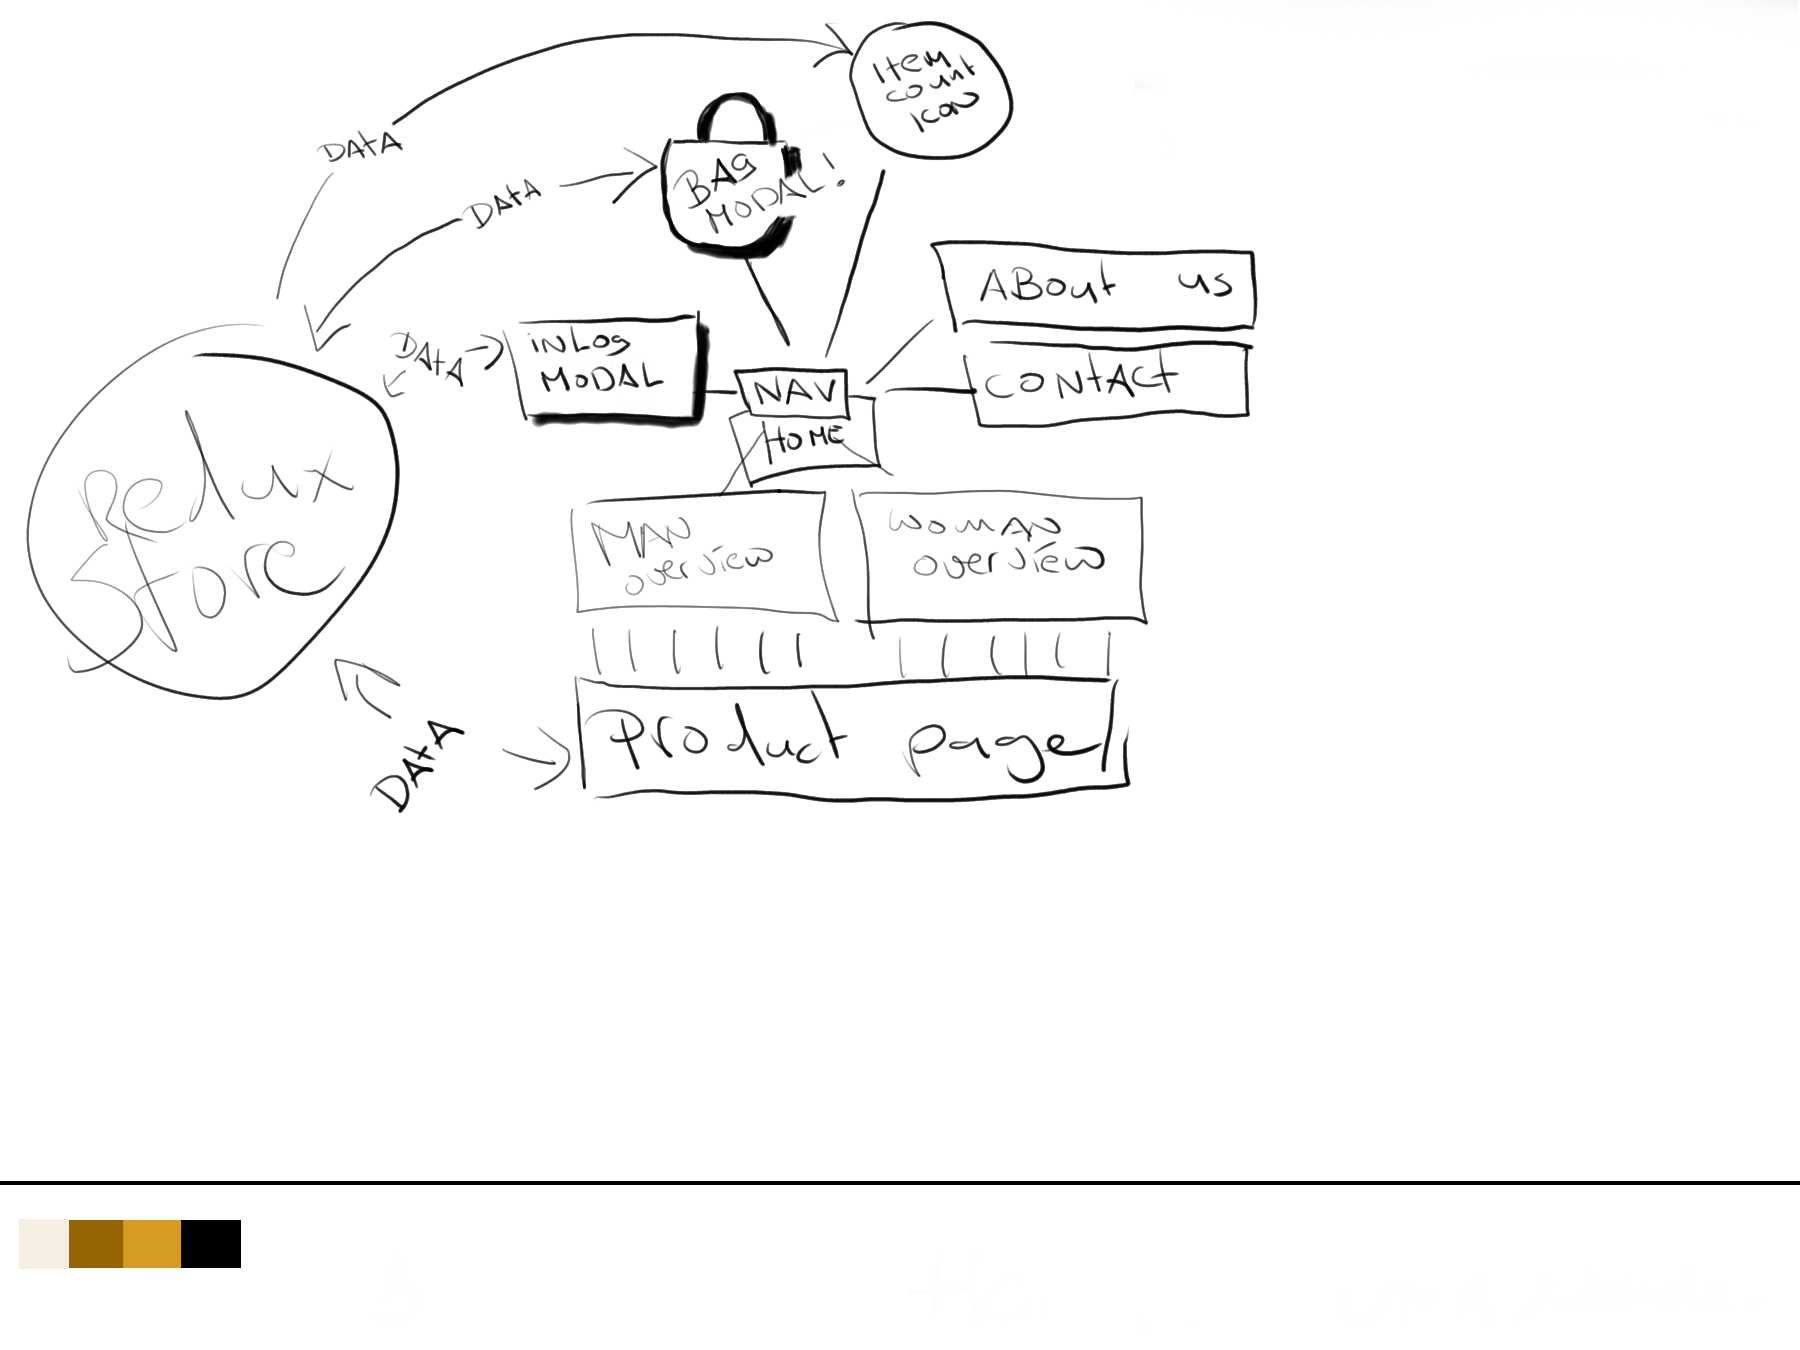 Item
count
icon
DAtA
BAg
MODAL!
DAtA
ABout us
inLog
MODAL
DAtA
NAV
CONtACt
HOME
Redux
Store
MAN
overview
WOMAN
overview
Product page
DAtA